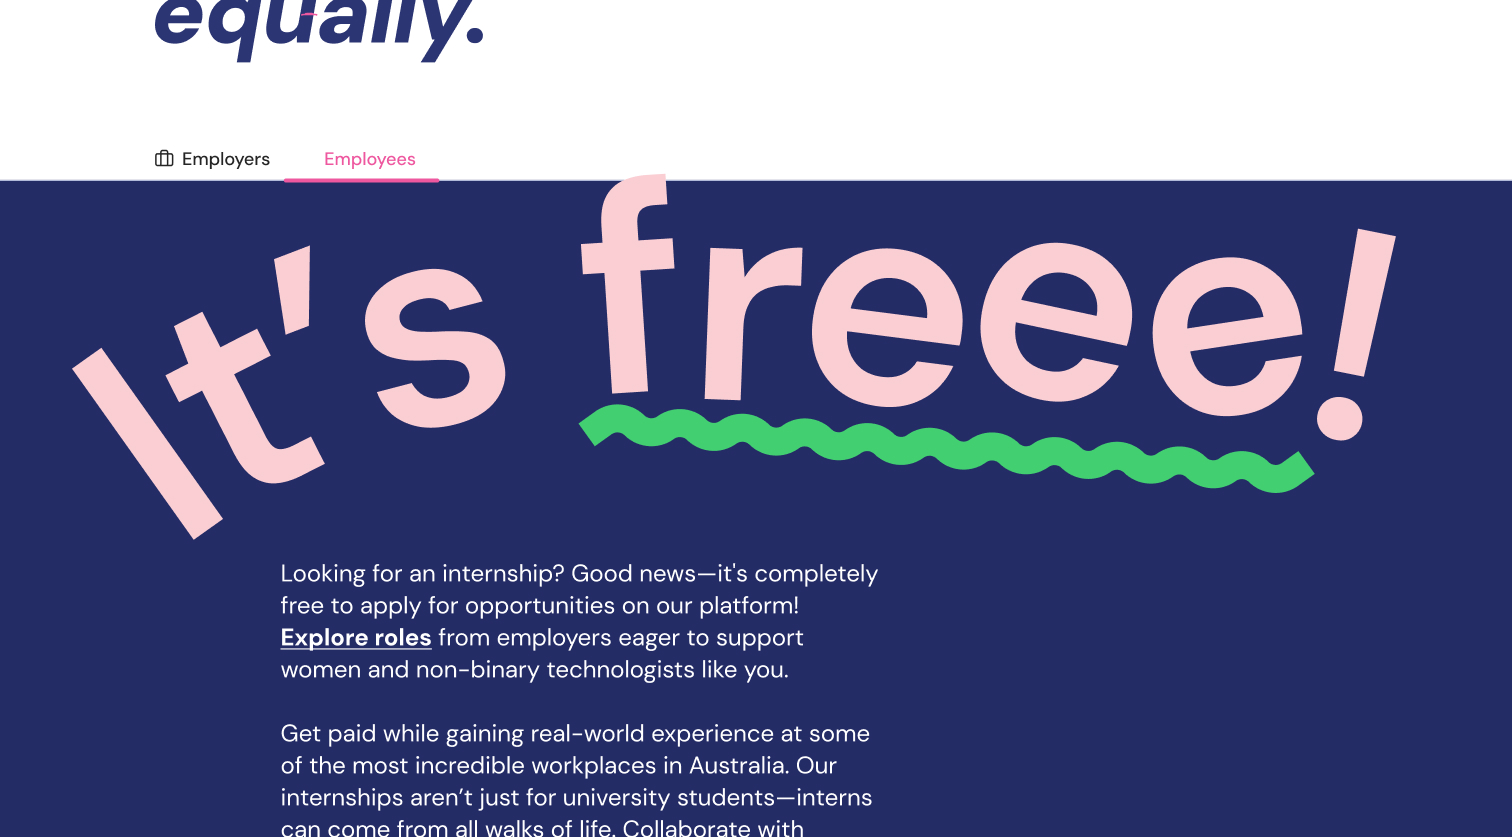 equally.
Employers
Employees
It's freee!
Looking for an internship? Good news—it's completely
free to apply for opportunities on our platform!
Explore roles from employers eager to support
women and non-binary technologists like you.
Get paid while gaining real-world experience at some
of the most incredible workplaces in Australia. Our
internships aren’t just for university students—interns
can come from all walks of life. Collaborate with